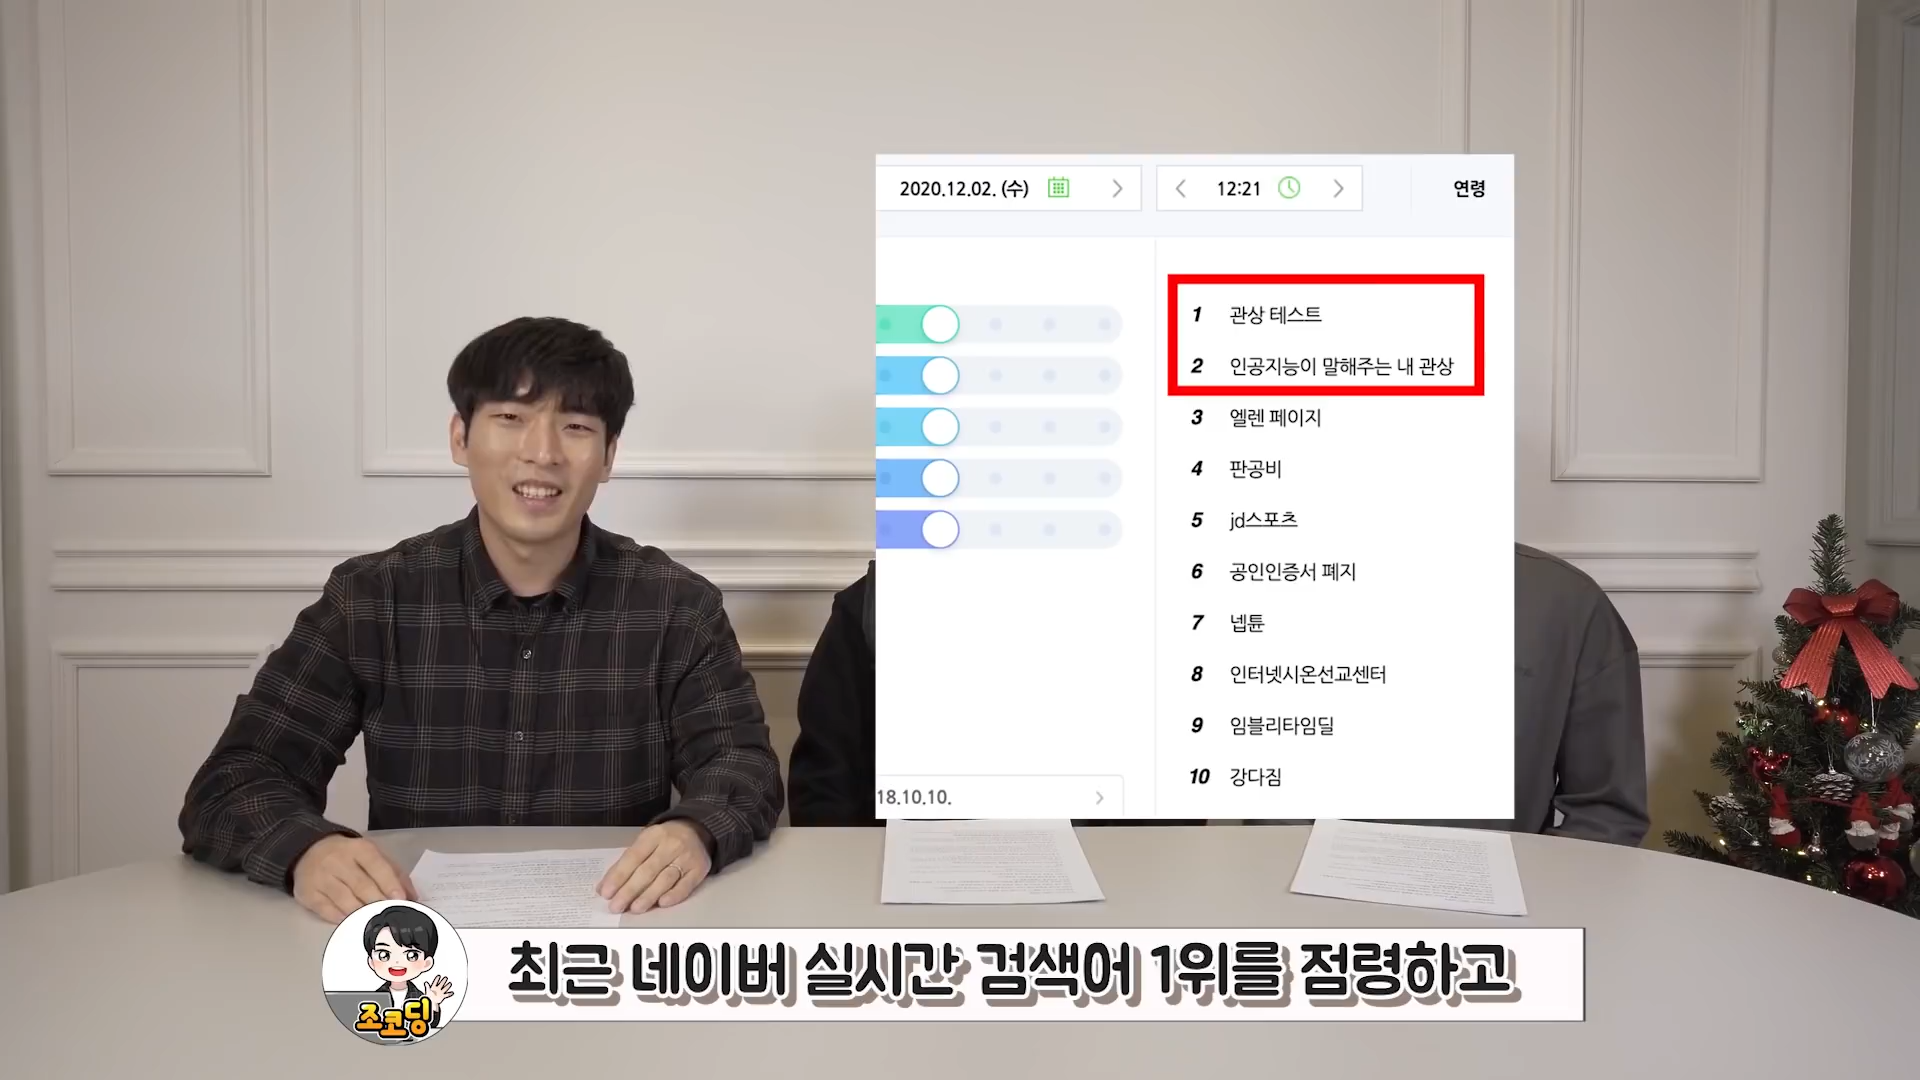 2020.12.02. (수)
12:21
연령
1 관상 테스트
2 인공지능이 말해주는 내 관상
3 엘렌 페이지
4 판공비
5 jd스포츠
6 공인인증서 폐지
7 넵튠
8 인터넷시온선교센터
9 임블리타임딜
10 강다짐
18.10.10.
조코딩
최근 네이버 실시간 검색어 1위를 점령하고